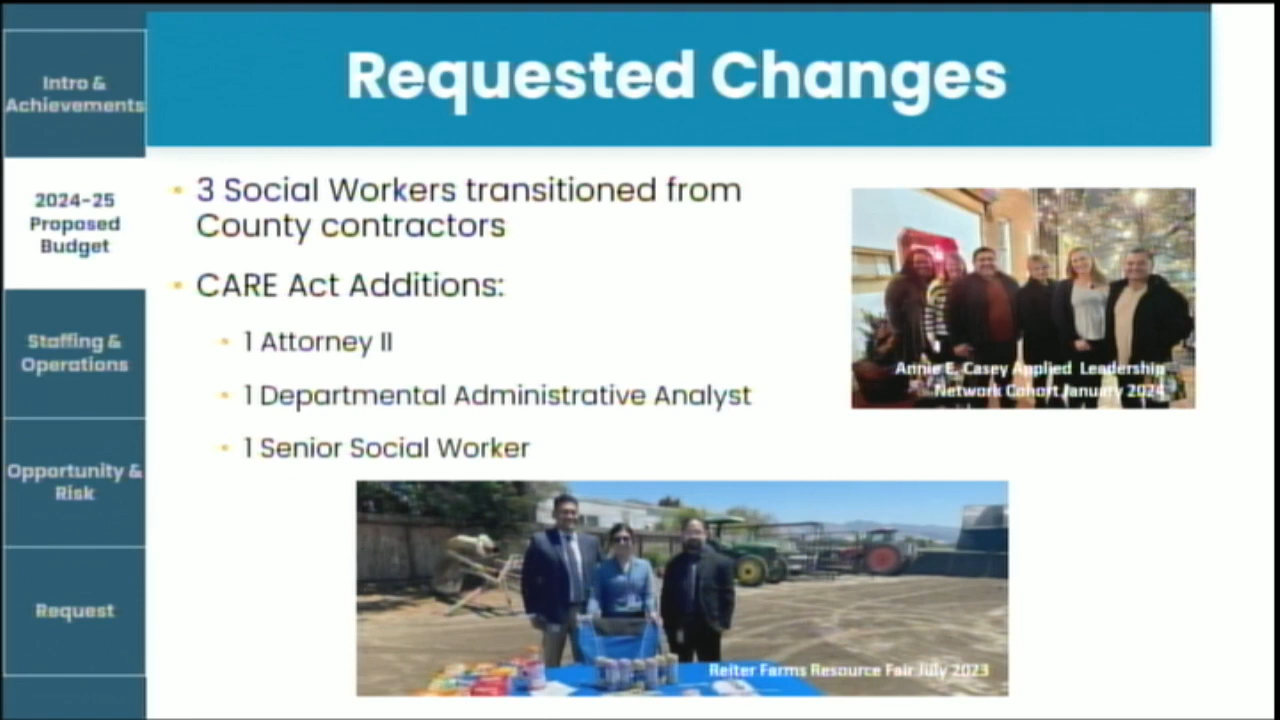 Requested Changes
Intro &
Achievements
2024-25
Proposed
Budget
Staffing &
Operations
Opportunity &
Risk
Request
3 Social Workers transitioned from
County contractors
CARE Act Additions:
1 Attorney II
1 Departmental Administrative Analyst
1 Senior Social Worker
Annie E. Casey Applied Leadership
Network Cohort January 2024
Reiter Farms Resource Fair July 2023